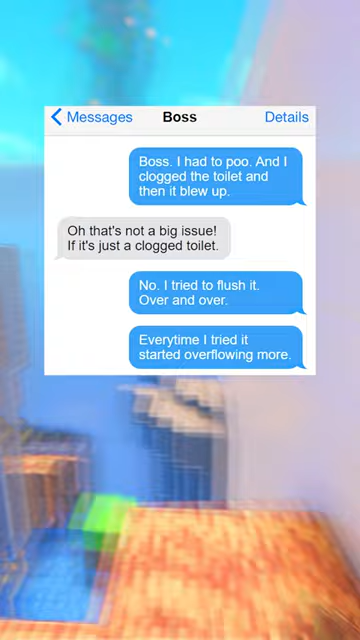 Messages Boss Details
Boss. I had to poo. And I
clogged the toilet and
then it blew up.
Oh that's not a big issue!
If it's just a clogged toilet.
No. I tried to flush it.
Over and over.
Everytime I tried it
started overflowing more.